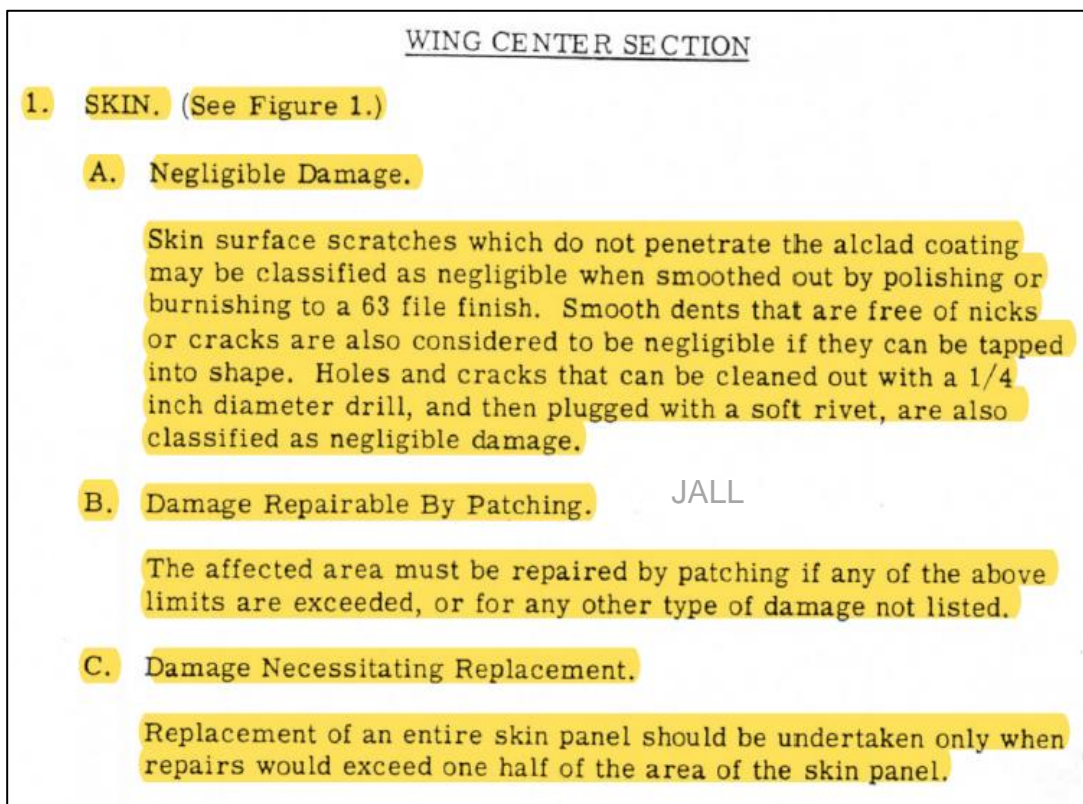 WING CENTER SECTION
1. SKIN. (See Figure 1.)
A. Negligible Damage.
Skin surface scratches which do not penetrate the alclad coating
may be classified as negligible when smoothed out by polishing or
burnishing to a 63 file finish. Smooth dents that are free of nicks
or cracks are also considered to be negligible if they can be tapped
into shape. Holes and cracks that can be cleaned out with a 1/4
inch diameter drill, and then plugged with a soft rivet, are also
classified as negligible damage.
JALL
B. Damage Repairable By Patching.
The affected area must be repaired by patching if any of the above
limits are exceeded, or for any other type of damage not listed.
C. Damage Necessitating Replacement.
Replacement of an entire skin panel should be undertaken only when
repairs would exceed one half of the area of the skin panel.